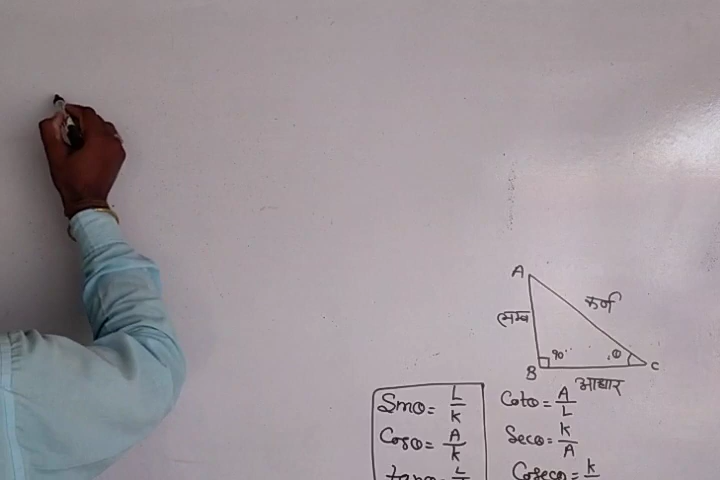 A
कर्ण
लम्ब
90° θ
B C
आधार
Sinθ = L/K
Cosθ = A/K
tanθ = L
Cotθ = A/L
Secθ = K/A
Cosecθ = K